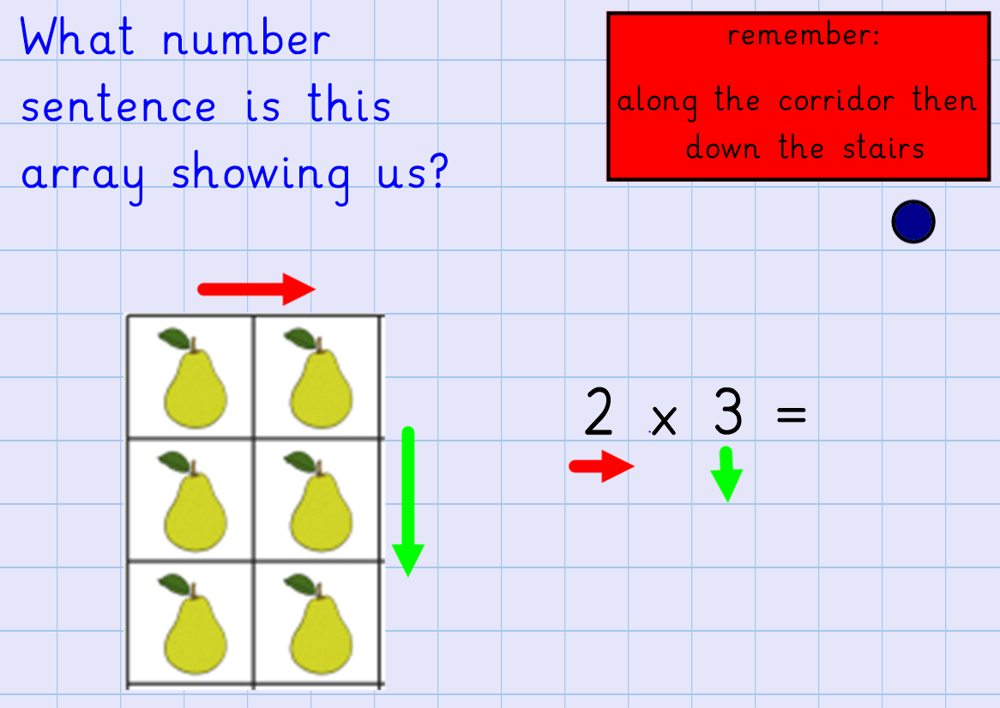 What number
sentence is this
array showing us?
remember:
along the corridor then
down the stairs
2 x 3 =